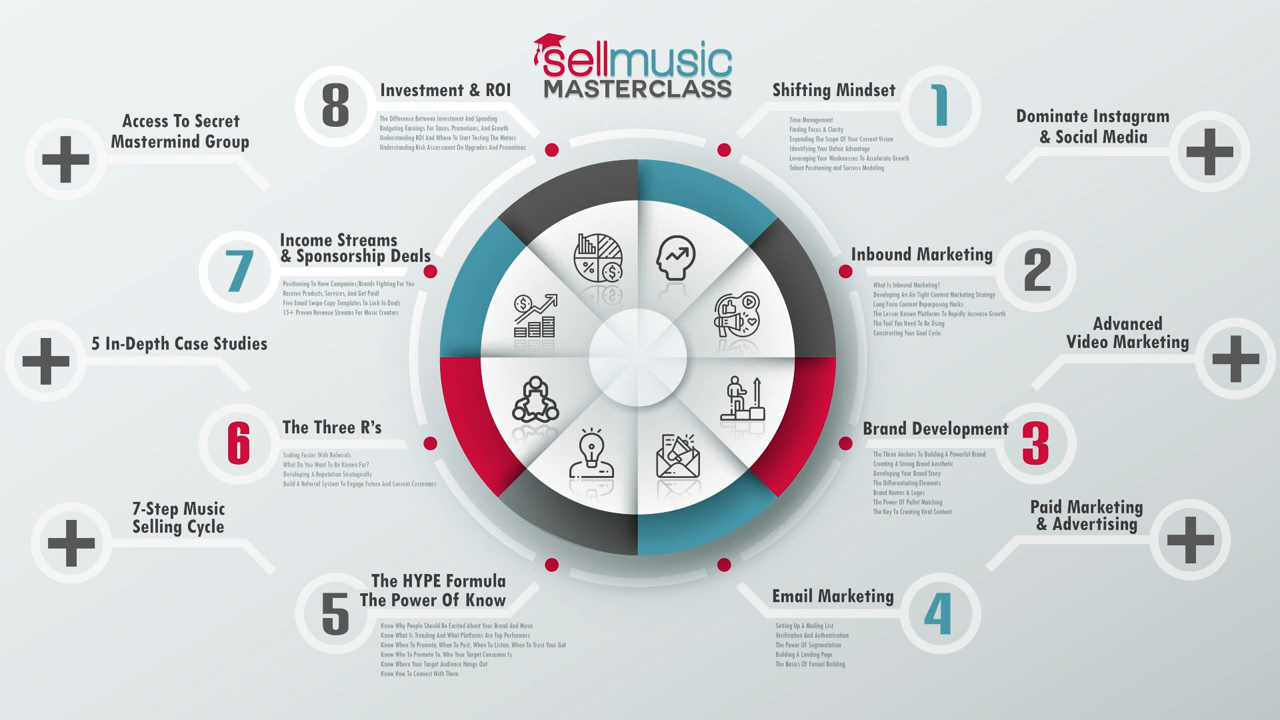 sellmusic
MASTERCLASS
1
Shifting Mindset
Time Management
Finding Focus & Clarity
Expanding The Scope Of Your Current Vision
Identifying Your Unfair Advantage
Leveraging Your Weaknesses To Accelerate Growth
Talent Positioning and Success Modeling
Dominate Instagram
& Social Media
2
Inbound Marketing
What Is Inbound Marketing?
Developing An Air Tight Content Marketing Strategy
Long Form Content Repurposing Hacks
The Lesser Known Platforms To Rapidly Increase Growth
The Tool You Need To Be Using
Constructing Your Goal Cycle
Advanced
Video Marketing
3
Brand Development
The Three Anchors To Building A Powerful Brand
Creating A Strong Brand Aesthetic
Developing Your Brand Story
The Differentiating Elements
Brand Names & Logos
The Power Of Pallet Matching
The Key To Creating Viral Content
Paid Marketing
& Advertising
4
Email Marketing
Setting Up A Mailing List
Verification And Authentication
The Power Of Segmentation
Building A Landing Page
The Basics Of Funnel Building
5
The HYPE Formula
The Power Of Know
Know Why People Should Be Excited About Your Brand And Music
Know What Is Trending And What Platforms Are Top Performers
Know When To Promote, When To Post, When To Listen, When To Trust Your Gut
Know Who To Promote To. Who Your Target Consumer Is
Know Where Your Target Audience Hangs Out
Know How To Connect With Them
7-Step Music
Selling Cycle
6
The Three R's
Scaling Faster With Referrals
What Do You Want To Be Known For?
Developing A Reputation Strategically
Build A Referral System To Engage Future And Current Customers
5 In-Depth Case Studies
7
Income Streams
& Sponsorship Deals
Positioning To Have Companies/Brands Fighting For You
Receive Products, Services, And Get Paid!
Five Email Swipe Copy Templates To Lock In Deals
15+ Proven Revenue Streams For Music Creators
Access To Secret
Mastermind Group
8
Investment & ROI
The Difference Between Investment And Spending
Budgeting Earnings For Taxes, Promotions, And Growth
Understanding ROI And Where To Start Testing The Waters
Understanding Risk Assessment On Upgrades And Promotions